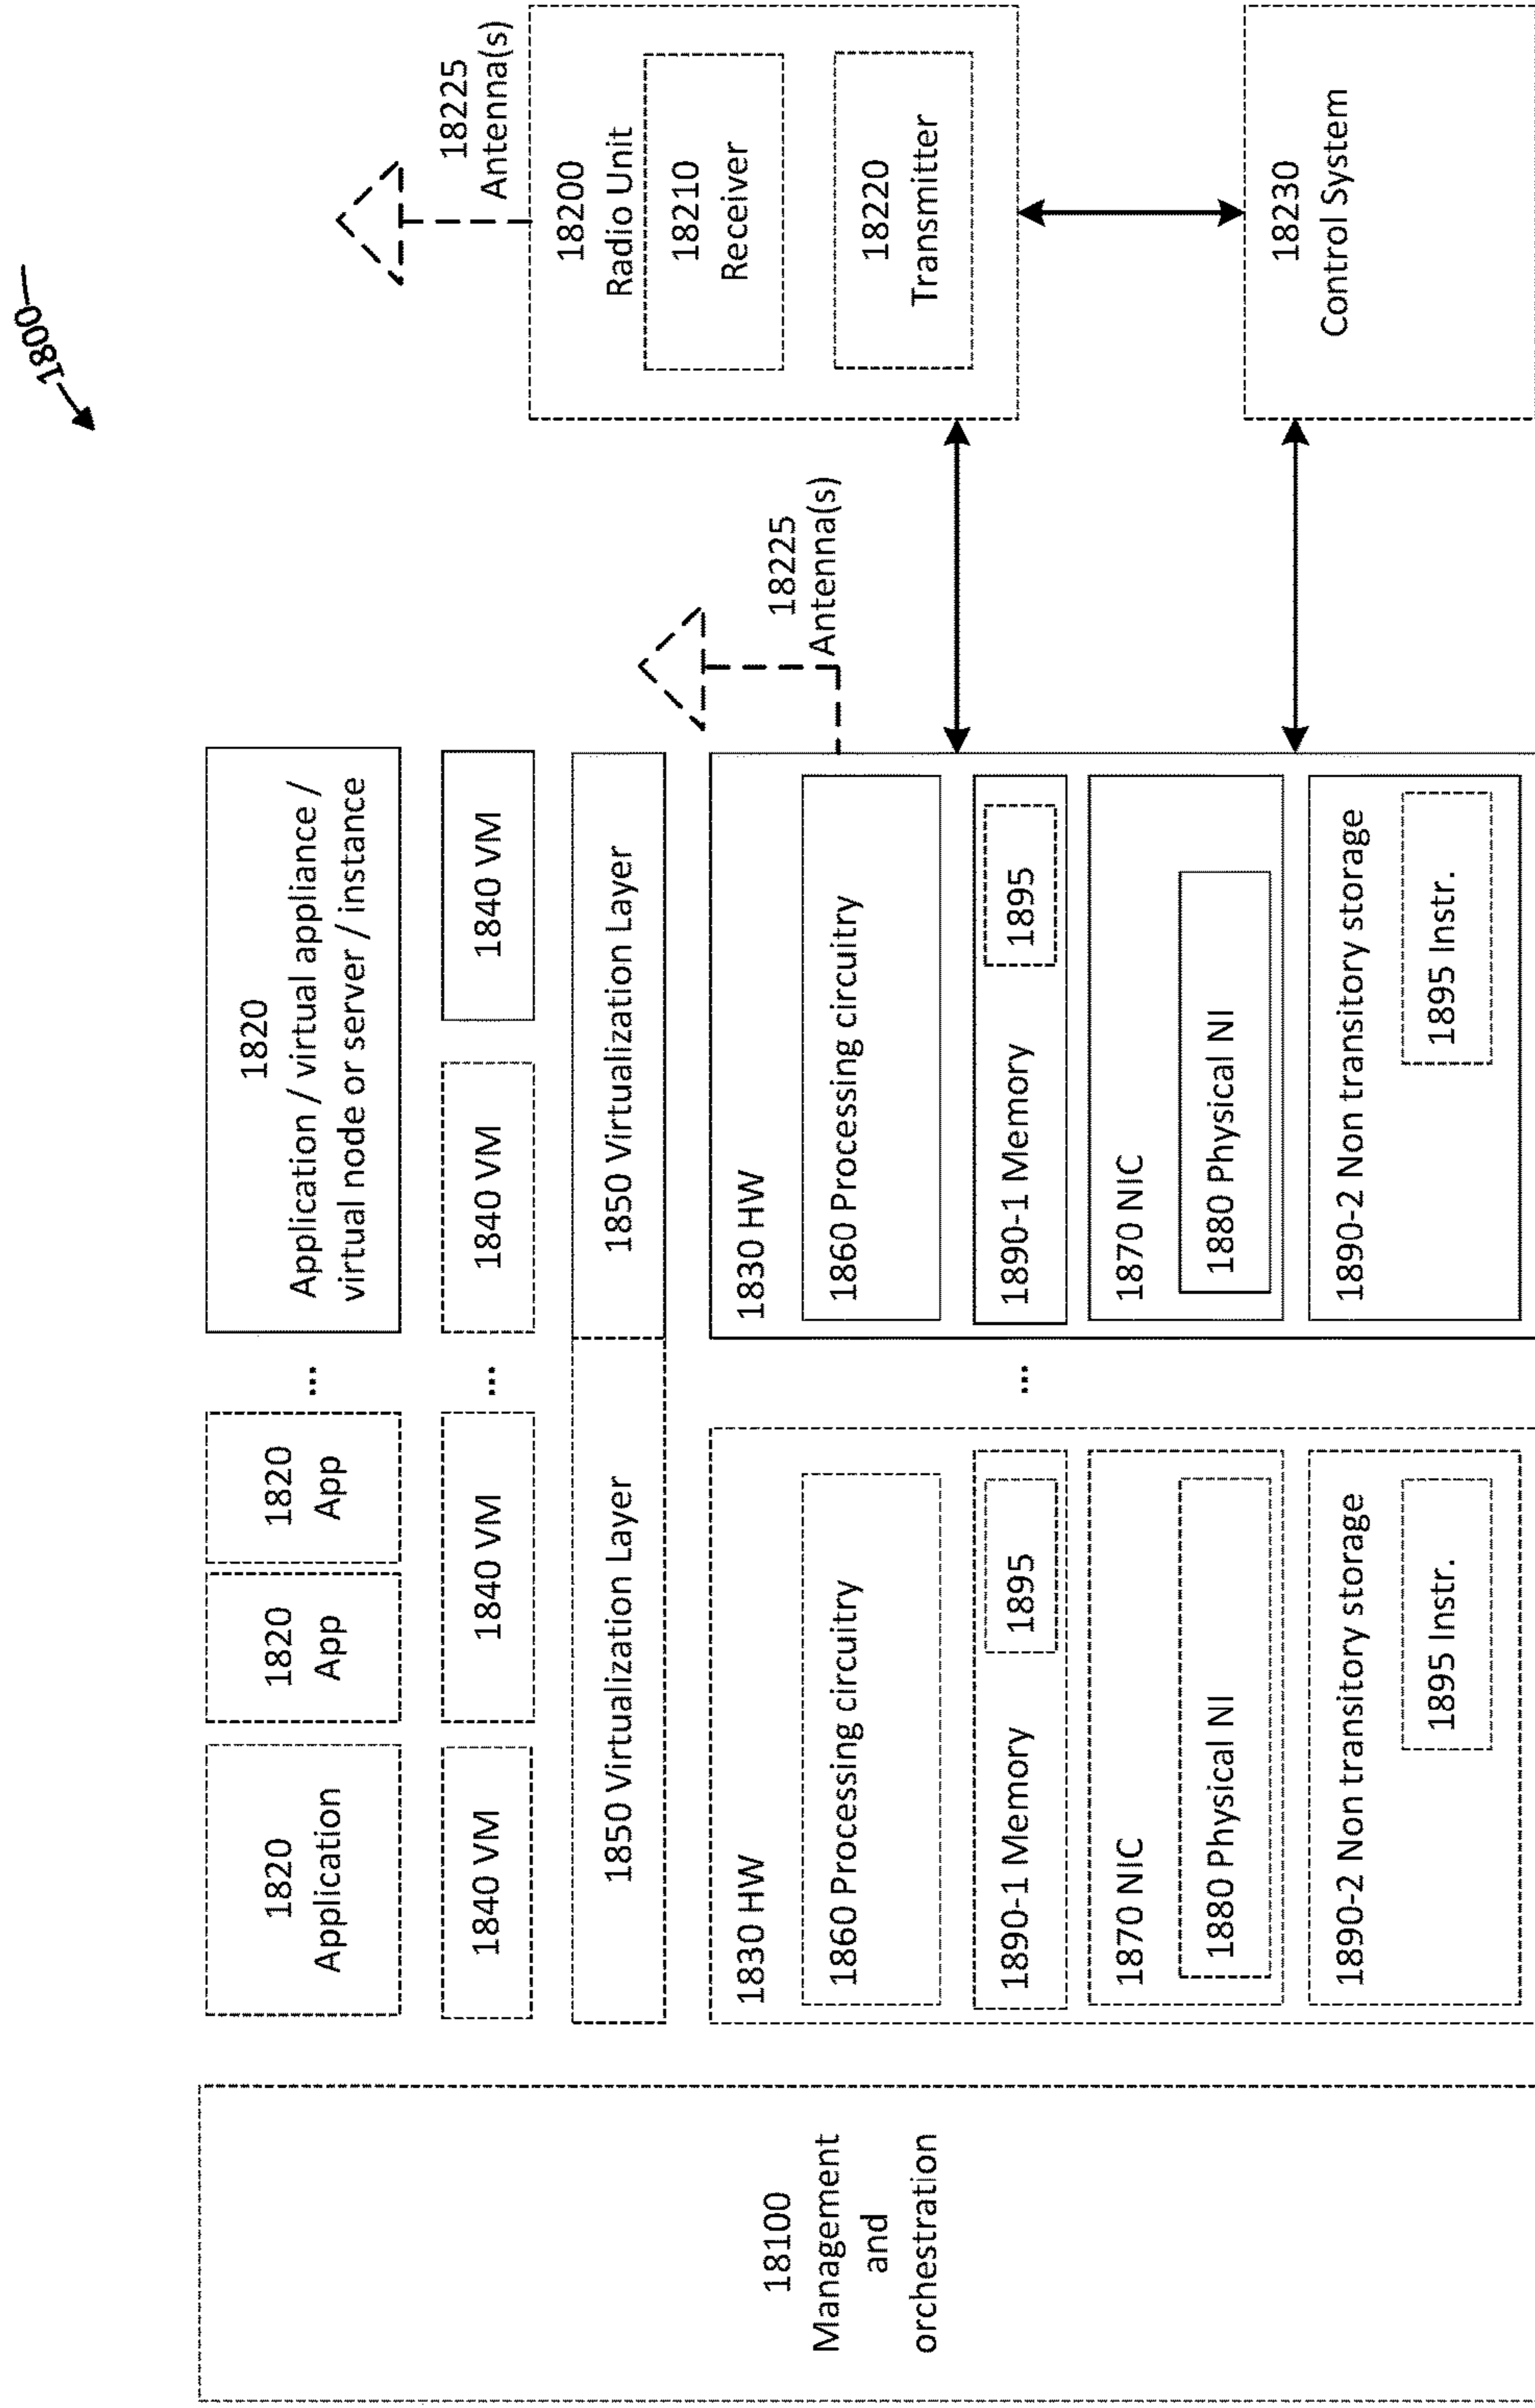 1800
18100
Management
and
orchestration
1820
Application
1820
App
1820
App
...
1820
Application / virtual appliance /
virtual node or server / instance
1840 VM
1840 VM
...
1840 VM
1840 VM
1850 Virtualization Layer
1850 Virtualization Layer
1830 HW
1860 Processing circuitry
1890-1 Memory
1895
1870 NIC
1880 Physical NI
1890-2 Non transitory storage
1895 Instr.
...
1830 HW
1860 Processing circuitry
1890-1 Memory
1895
1870 NIC
1880 Physical NI
1890-2 Non transitory storage
1895 Instr.
18225
Antenna(s)
18225
Antenna(s)
18200
Radio Unit
18210
Receiver
18220
Transmitter
18230
Control System